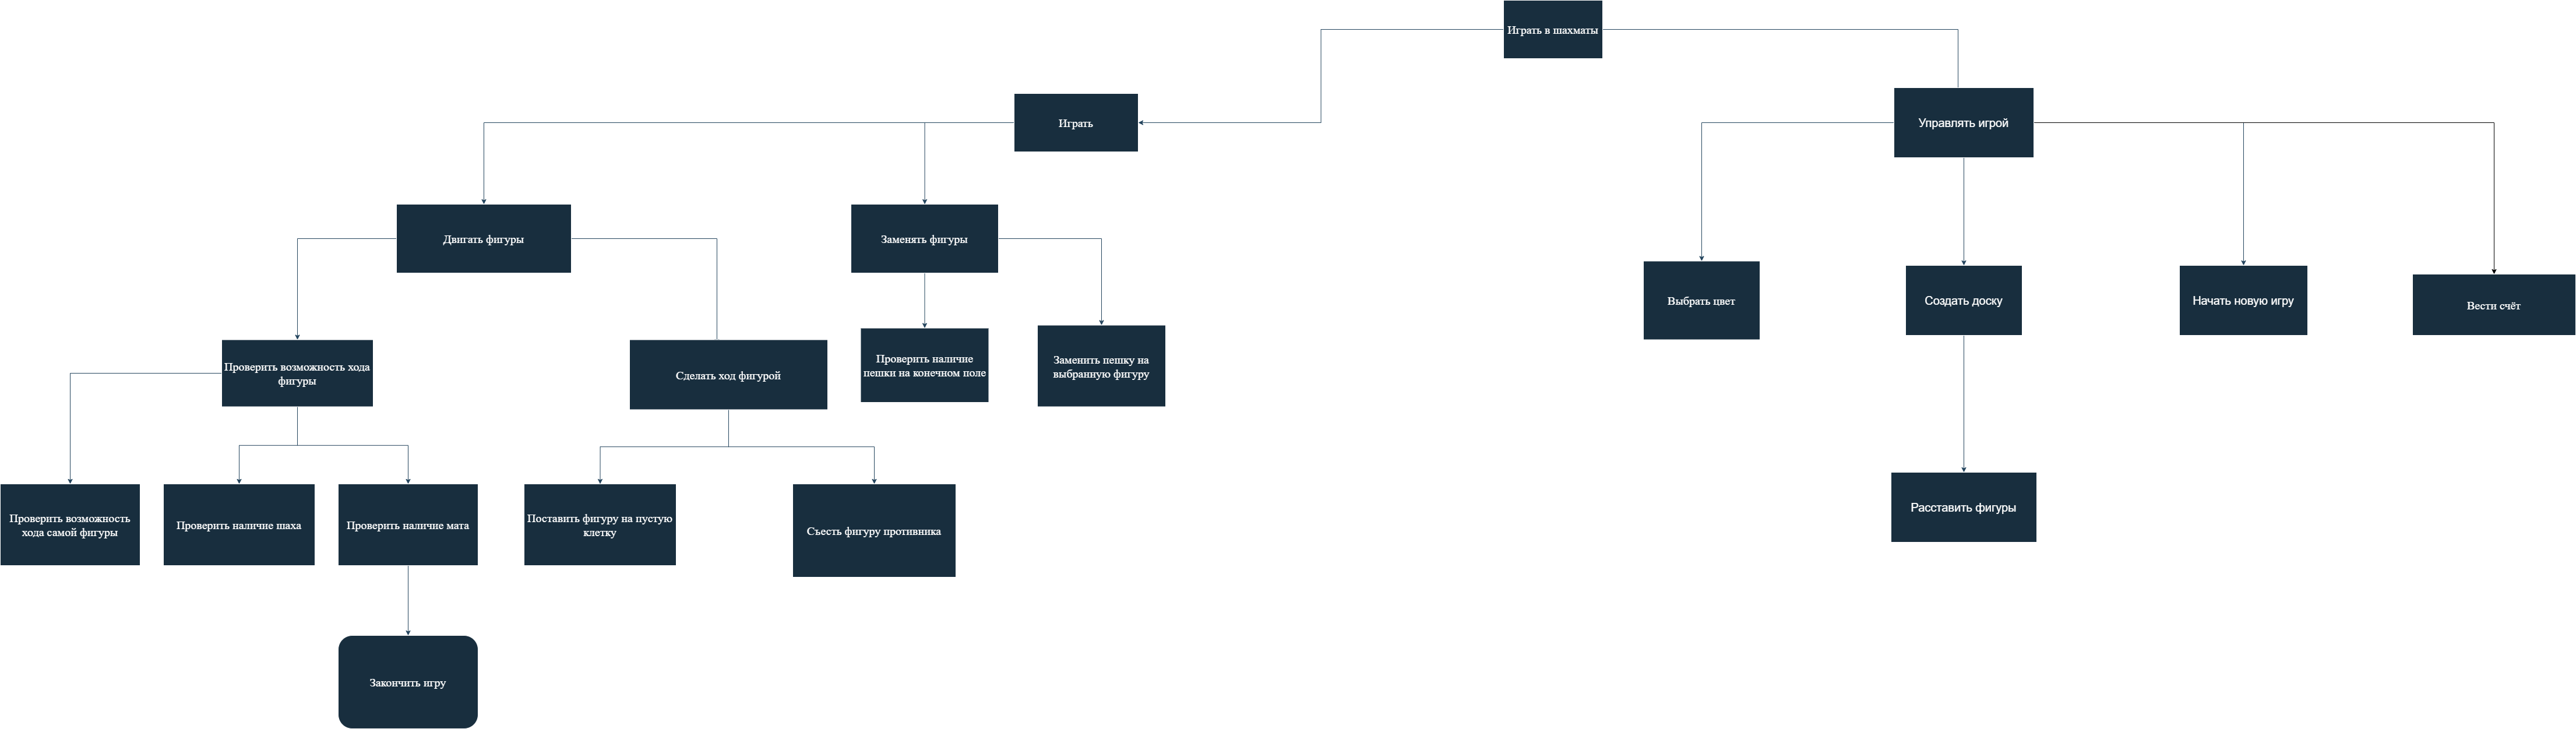 Играть в шахматы
Играть
Управлять игрой
Двигать фигуры
Заменять фигуры
Выбрать цвет
Создать доску
Начать новую игру
Вести счёт
Проверить возможность хода
фигуры
Сделать ход фигурой
Проверить наличие
пешки на конечном поле
Заменить пешку на
выбранную фигуру
Проверить возможность
хода самой фигуры
Проверить наличие шаха
Проверить наличие мата
Поставить фигуру на пустую
клетку
Съесть фигуру противника
Расставить фигуры
Закончить игру